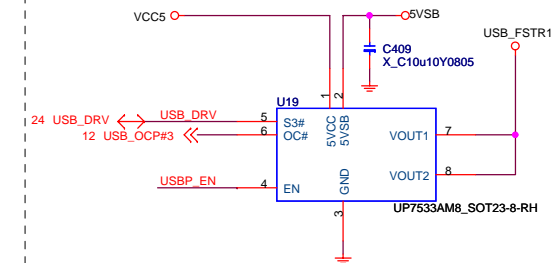 VCC5
5VSB
USB_FSTR1
C409
X_C10u10Y0805
1
2
U19
24 USB_DRV
USB_DRV
5
S3#
5VCC
5VSB
12 USB_OCP#3
6
OC#
VOUT1
7
USBP_EN
4
EN
GND
VOUT2
8
3
UP7533AM8_SOT23-8-RH